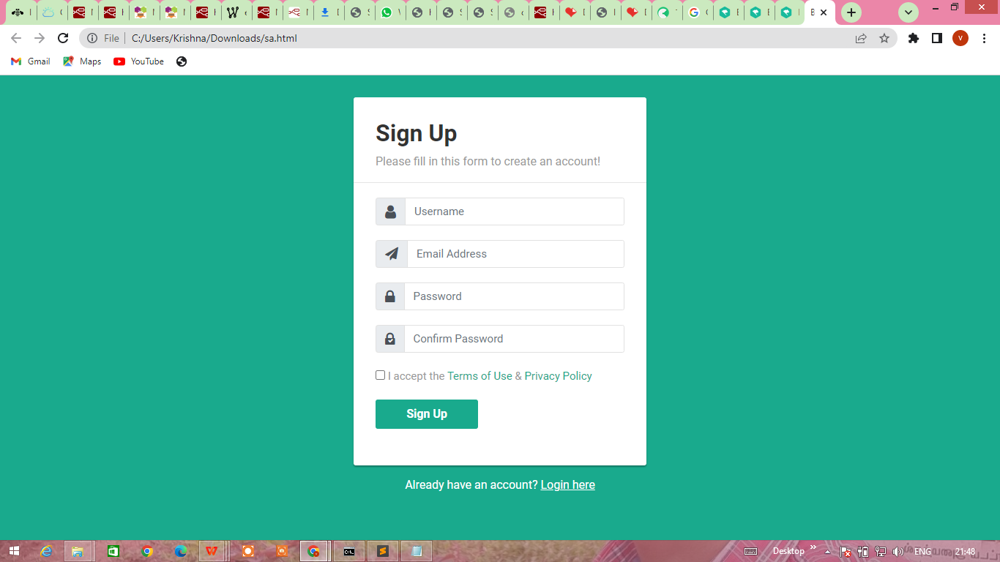 File
C:/Users/Krishna/Downloads/sa.html
V
Gmail
Maps
YouTube
Sign Up
Please fill in this form to create an account!
Username
Email Address
Password
Confirm Password
I accept the Terms of Use & Privacy Policy
Sign Up
Already have an account? Login here
Desktop
ENG
21:48